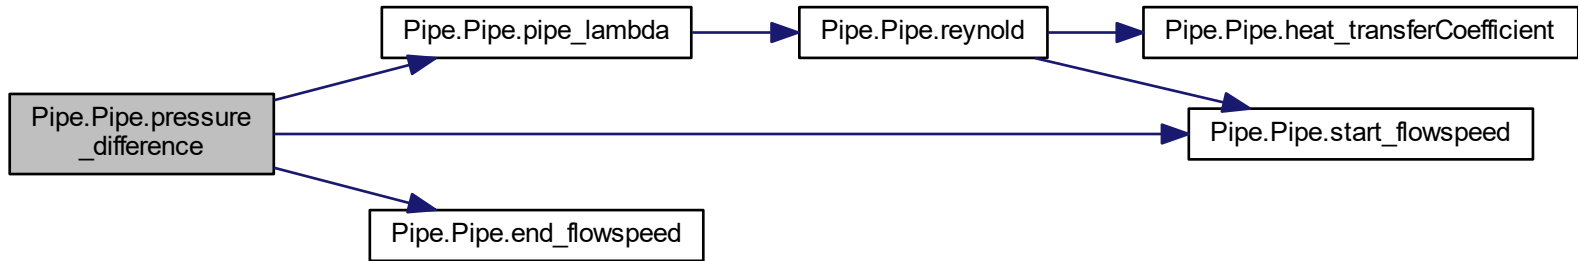 Pipe.Pipe.pipe_lambda
Pipe.Pipe.reynold
Pipe.Pipe.heat_transferCoefficient
Pipe.Pipe.pressure
_difference
Pipe.Pipe.start_flowspeed
Pipe.Pipe.end_flowspeed